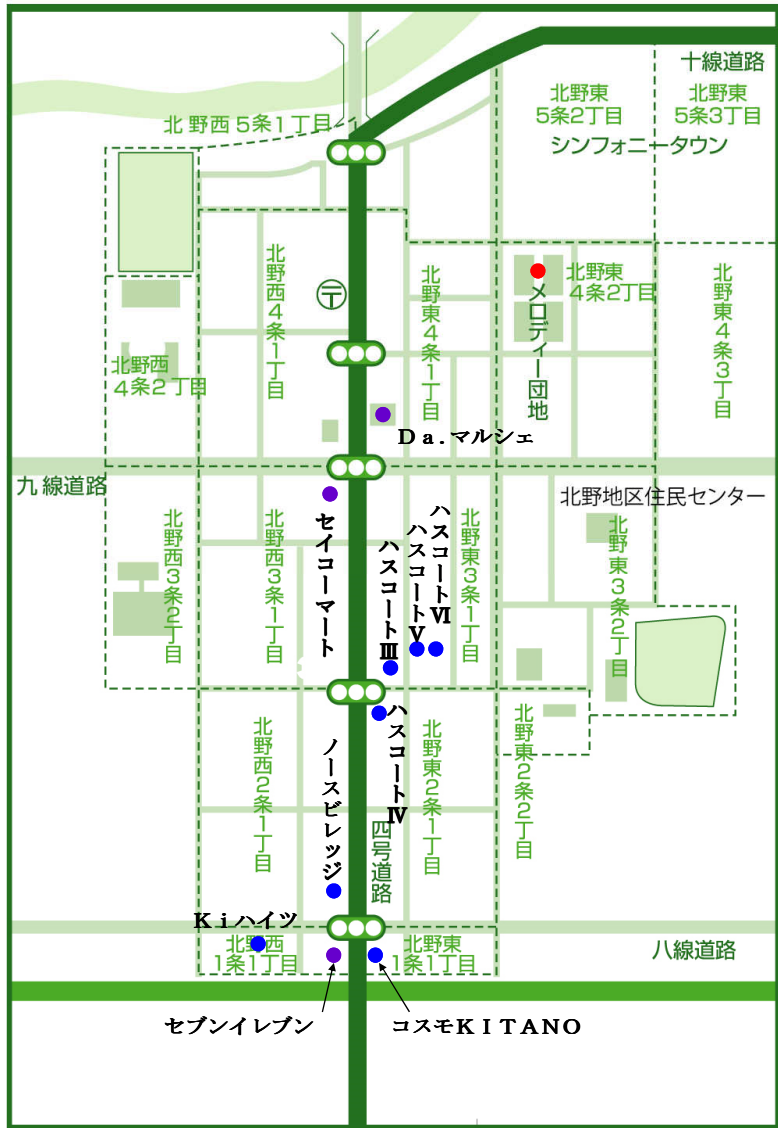 十線道路
北野西5条1丁目
北野東
5条2丁目
北野東
5条3丁目
シンフォニータウン
北野西4条1丁目
〒
北野東4条1丁目
北野東
4条2丁目
メロディー団地
北野東4条3丁目
北野西
4条2丁目
Ｄａ.マルシェ
九線道路
セイコーマート
北野地区住民センター
北野西3条2丁目
北野西3条1丁目
ハスコートⅢ
ハスコートⅤ
ハスコートⅥ
北野東3条1丁目
北野東3条2丁目
北野西2条1丁目
ノースビレッジ
ハスコートⅣ
北野東2条1丁目
北野東2条2丁目
四号道路
Ｋｉハイツ
北野西
1条1丁目
北野東
1条1丁目
八線道路
セブンイレブン
コスモＫＩＴＡＮＯ